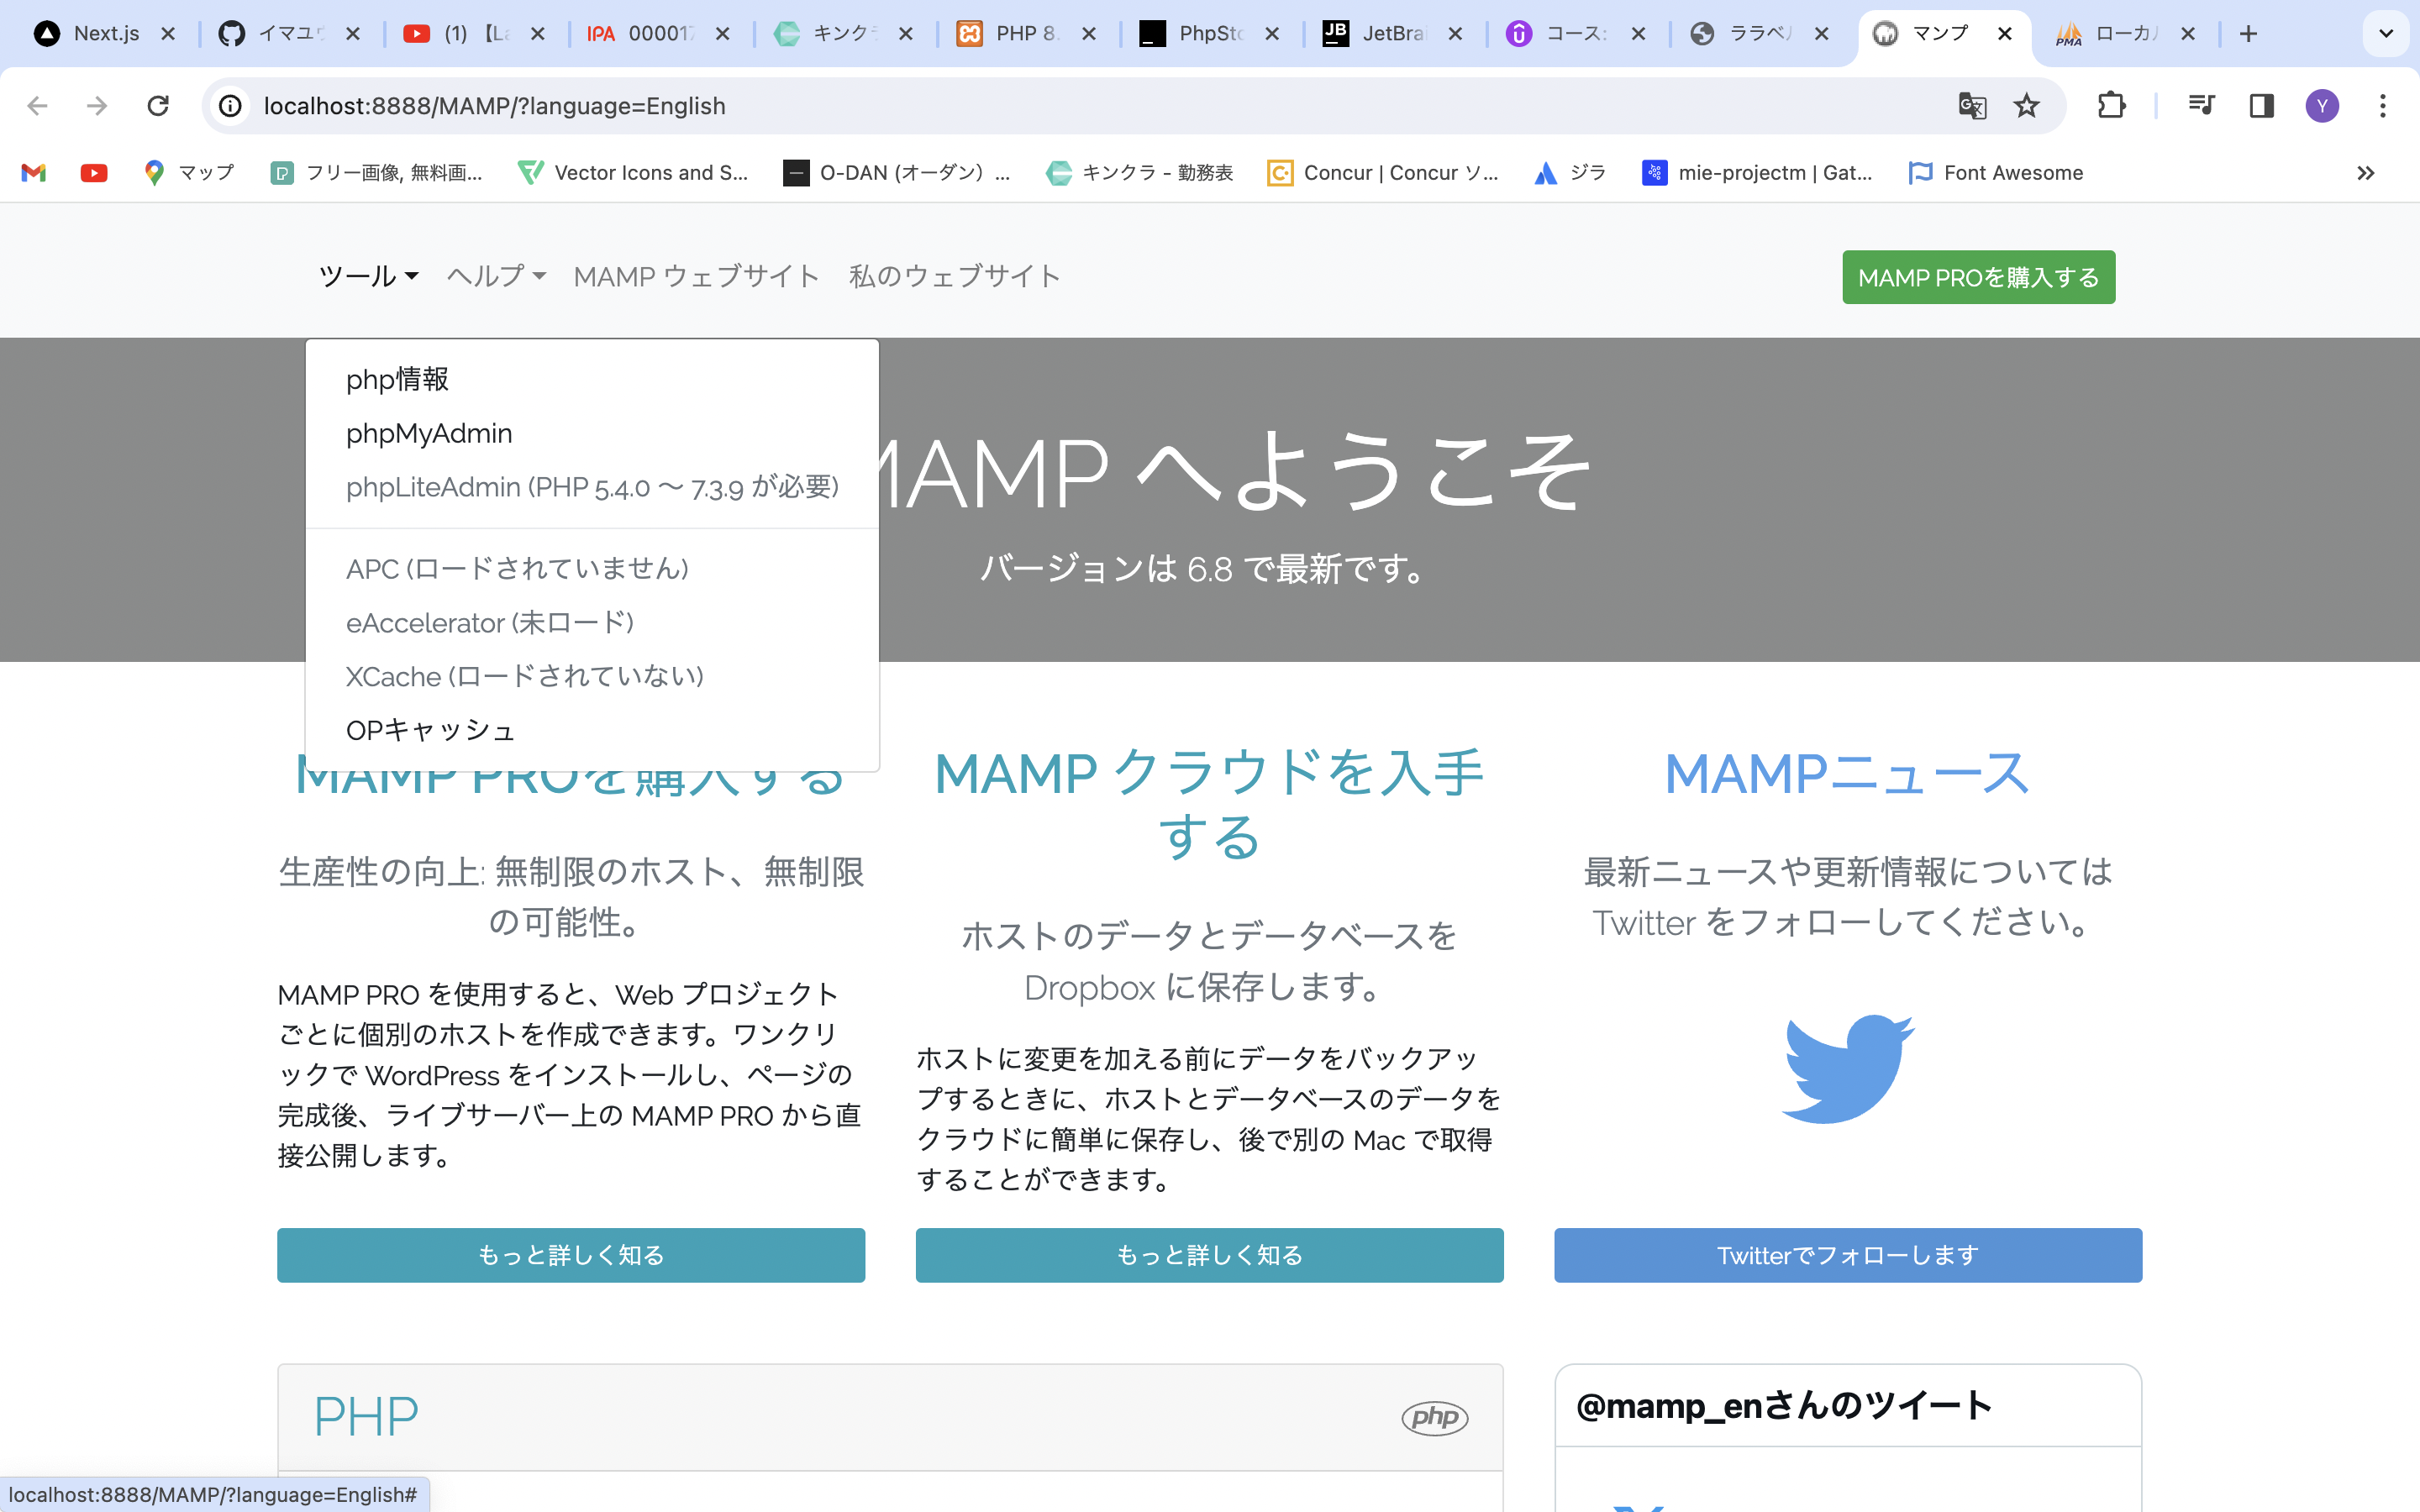 Next.js
イマユウ
(1) 【La
IPA 00001
キンクラ
PHP 8.
PhpSto
JetBra
コース:
ララベ
マンプ
PMA ローカル
localhost:8888/MAMP/?language=English
Y
マップ
フリー画像, 無料画...
Vector Icons and S...
O-DAN (オーダン) ...
キンクラ - 勤務表
Concur | Concur ソ...
ジラ
mie-projectm | Gat...
Font Awesome
ツール
ヘルプ
MAMP ウェブサイト
私のウェブサイト
MAMP PROを購入する
php情報
phpMyAdmin
phpLiteAdmin (PHP 5.4.0 〜 7.3.9 が必要)
APC (ロードされていません)
eAccelerator (未ロード)
XCache (ロードされていない)
OPキャッシュ
MAMP へようこそ
バージョンは 6.8 で最新です。
MAMP PROを購入する
生産性の向上: 無制限のホスト、無制限
の可能性。
MAMP PRO を使用すると、Web プロジェクト
ごとに個別のホストを作成できます。ワンクリ
ックで WordPress をインストールし、ページの
完成後、ライブサーバー上の MAMP PRO から直
接公開します。
もっと詳しく知る
MAMP クラウドを入手
する
ホストのデータとデータベースを
Dropbox に保存します。
ホストに変更を加える前にデータをバックアッ
プするときに、ホストとデータベースのデータを
クラウドに簡単に保存し、後で別の Mac で取得
することができます。
もっと詳しく知る
MAMPニュース
最新ニュースや更新情報については
Twitter をフォローしてください。
Twitterでフォローします
PHP
php
@mamp_enさんのツイート
localhost:8888/MAMP/?language=English#